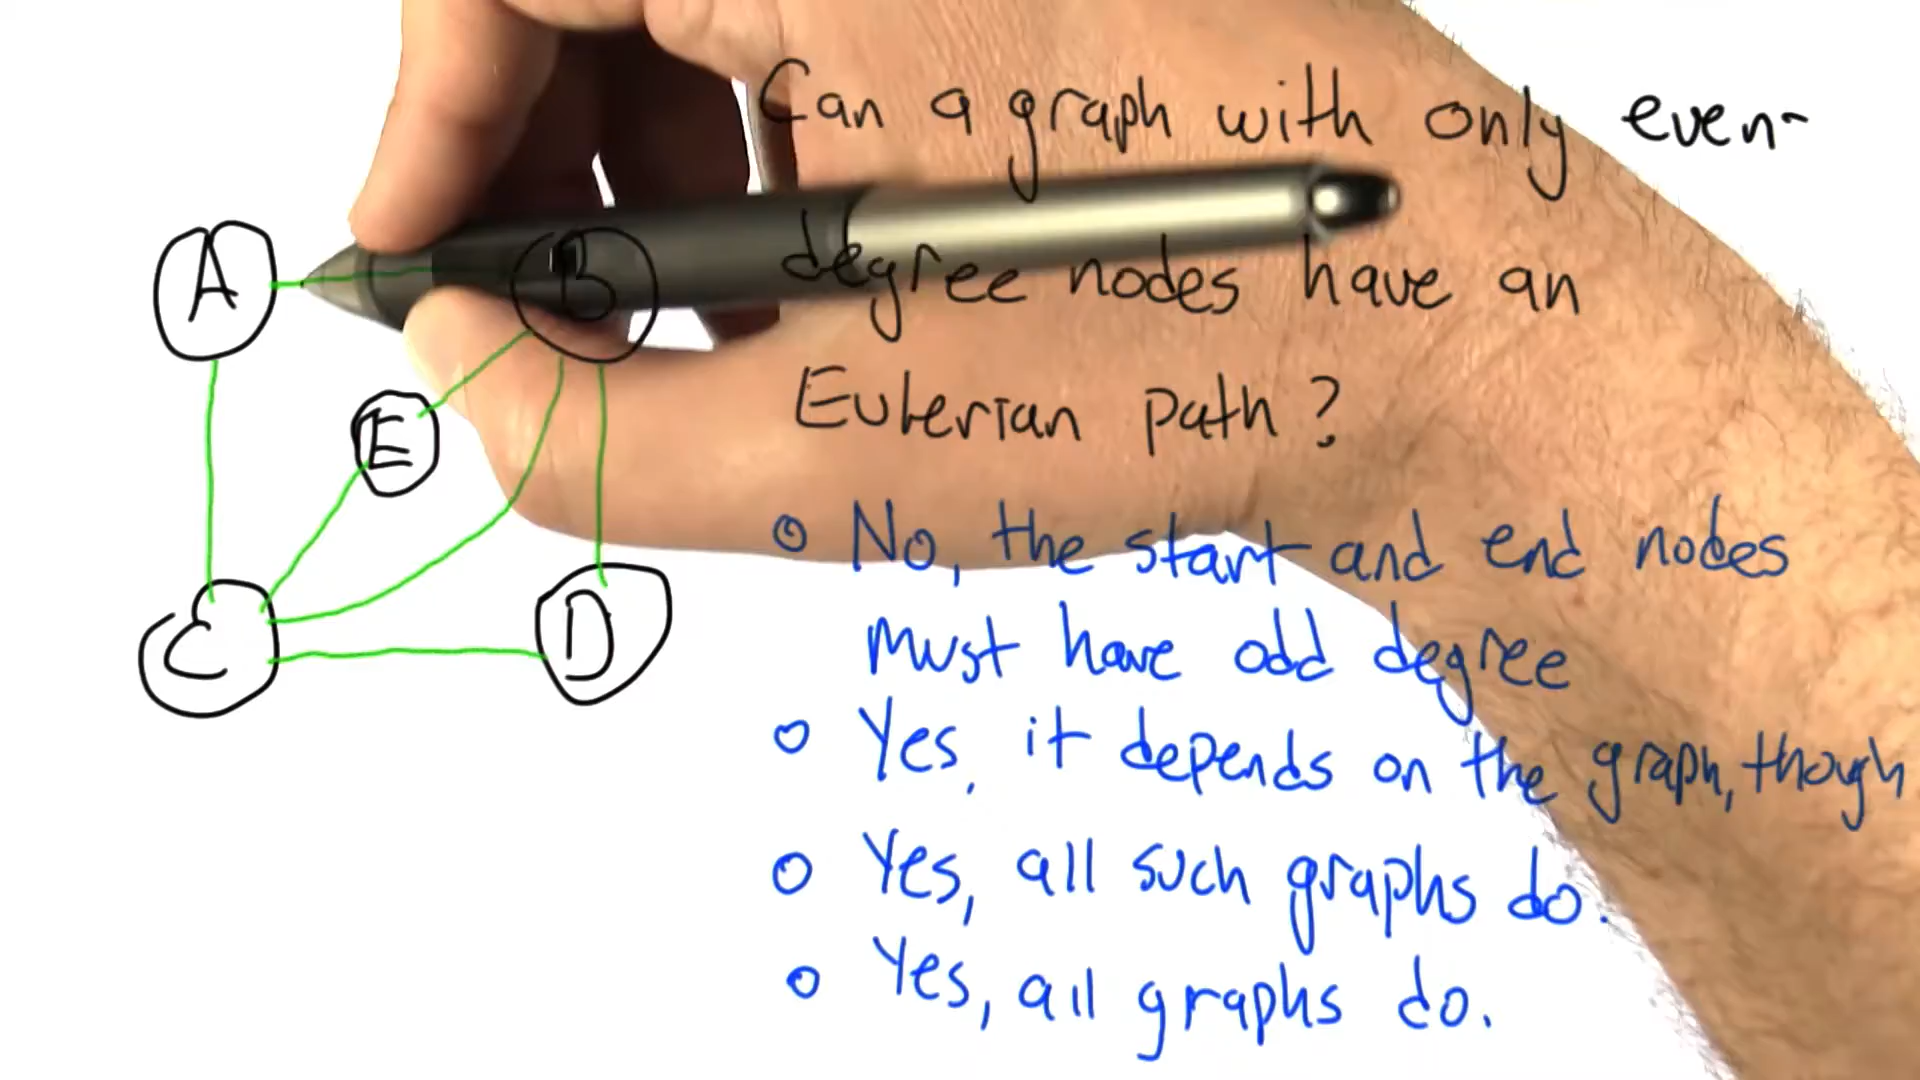 Can a graph with only even-
degree nodes have an
Eulerian path?
A
B
E
C
D
No, the start and end nodes
must have odd degree
Yes, it depends on the graph, though
Yes, all such graphs do.
Yes, all graphs do.